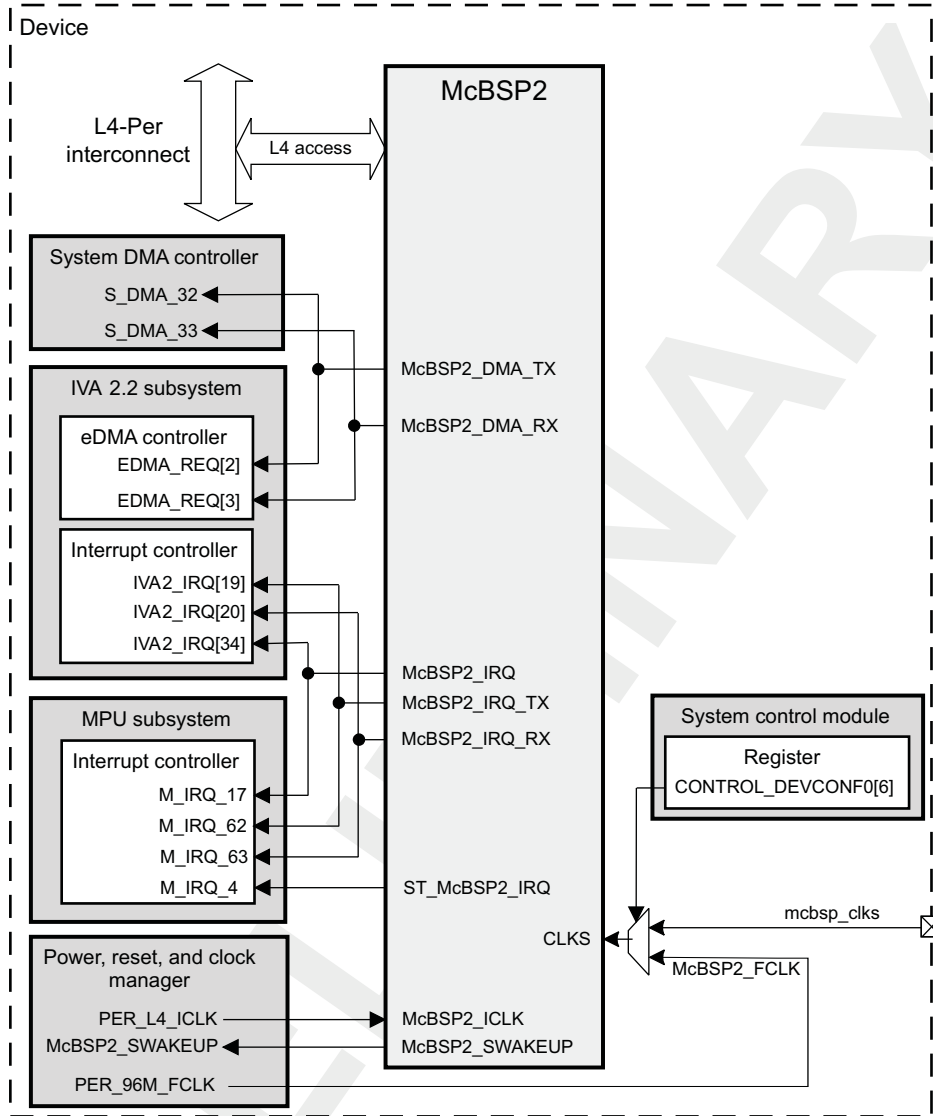 Device
McBSP2
L4-Per
interconnect
L4 access
System DMA controller
S_DMA_32
S_DMA_33
McBSP2_DMA_TX
McBSP2_DMA_RX
IVA 2.2 subsystem
eDMA controller
EDMA_REQ[2]
EDMA_REQ[3]
Interrupt controller
IVA2_IRQ[19]
IVA2_IRQ[20]
IVA2_IRQ[34]
McBSP2_IRQ
McBSP2_IRQ_TX
McBSP2_IRQ_RX
MPU subsystem
Interrupt controller
M_IRQ_17
M_IRQ_62
M_IRQ_63
M_IRQ_4
ST_McBSP2_IRQ
System control module
Register
CONTROL_DEVCONF0[6]
mcbsp_clks
CLKS
McBSP2_FCLK
Power, reset, and clock
manager
PER_L4_ICLK
McBSP2_SWAKEUP
PER_96M_FCLK
McBSP2_ICLK
McBSP2_SWAKEUP